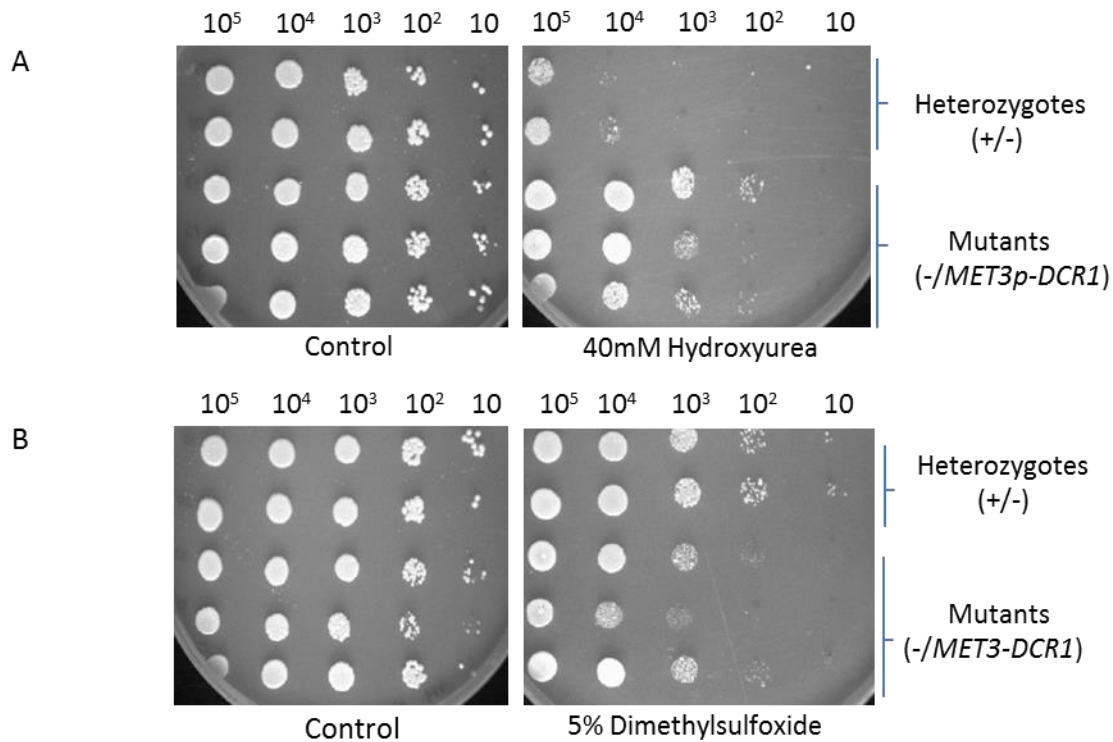 10⁵ 10⁴ 10³ 10² 10 10⁵ 10⁴ 10³ 10² 10
A
Heterozygotes
(+/-)
Mutants
(-/MET3p-DCR1)
Control 40mM Hydroxyurea
10⁵ 10⁴ 10³ 10² 10 10⁵ 10⁴ 10³ 10² 10
B
Heterozygotes
(+/-)
Mutants
(-/MET3-DCR1)
Control 5% Dimethylsulfoxide